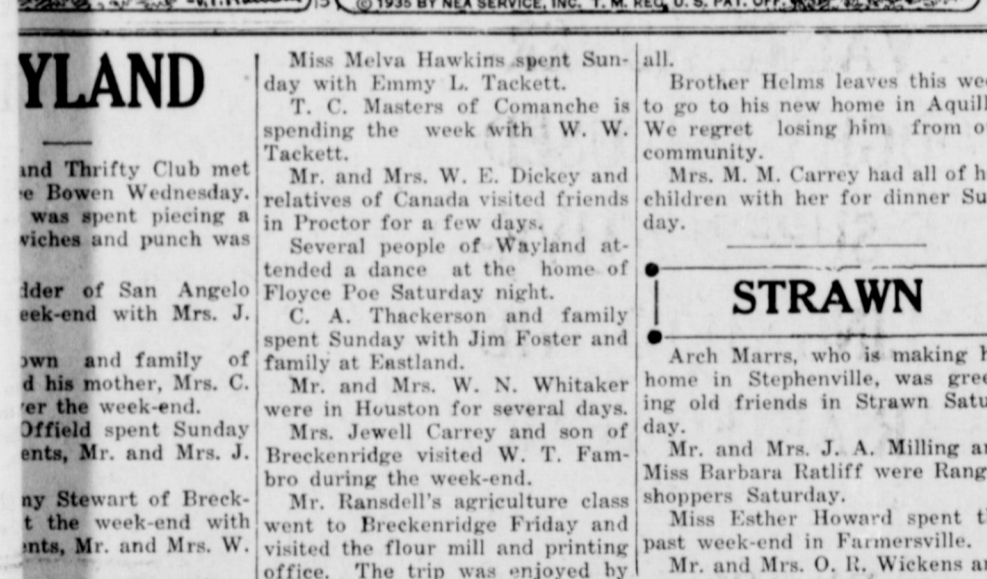 © 1935 BY NEA SERVICE, INC. T. M. REG. U. S. PAT. OFF.
YLAND
and Thrifty Club met
Bowen Wednesday.
was spent piecing a
wiches and punch was
dder of San Angelo
eek-end with Mrs. J.
own and family of
d his mother, Mrs. C.
er the week-end.
Offield spent Sunday
ents, Mr. and Mrs. J.
ny Stewart of Breck-
t the week-end with
ents, Mr. and Mrs. W.
Miss Melva Hawkins spent Sun-
day with Emmy L. Tackett.
T. C. Masters of Comanche is
spending the week with W. W.
Tackett.
Mr. and Mrs. W. E. Dickey and
relatives of Canada visited friends
in Proctor for a few days.
Several people of Wayland at-
tended a dance at the home of
Floyce Poe Saturday night.
C. A. Thackerson and family
spent Sunday with Jim Foster and
family at Eastland.
Mr. and Mrs. W. N. Whitaker
were in Houston for several days.
Mrs. Jewell Carrey and son of
Breckenridge visited W. T. Fam-
bro during the week-end.
Mr. Ransdell's agriculture class
went to Breckenridge Friday and
visited the flour mill and printing
office. The trip was enjoyed by
all.
Brother Helms leaves this we
to go to his new home in Aquill
We regret losing him from o
community.
Mrs. M. M. Carrey had all of h
children with her for dinner Su
day.
STRAWN
Arch Marrs, who is making h
home in Stephenville, was gree
ing old friends in Strawn Satu
day.
Mr. and Mrs. J. A. Milling a
Miss Barbara Ratliff were Rang
shoppers Saturday.
Miss Esther Howard spent t
past week-end in Farmersville.
Mr. and Mrs. O. R. Wickens a